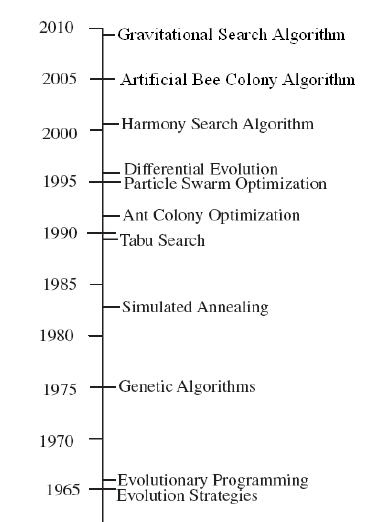 2010
Gravitational Search Algorithm
2005
Artificial Bee Colony Algorithm
Harmony Search Algorithm
2000
Differential Evolution
1995
Particle Swarm Optimization
Ant Colony Optimization
1990
Tabu Search
1985
Simulated Annealing
1980
1975
Genetic Algorithms
1970
Evolutionary Programming
1965
Evolution Strategies